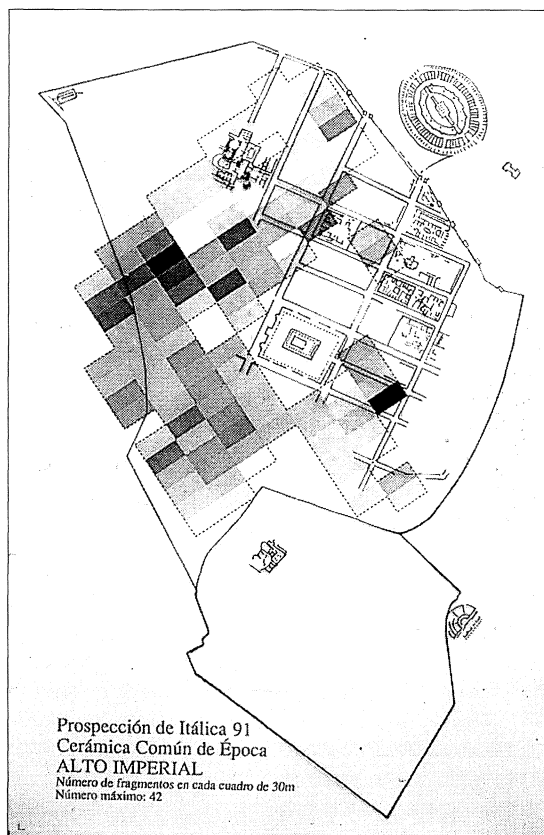 Prospección de Itálica 91
Cerámica Común de Época
ALTO IMPERIAL
Número de fragmentos en cada cuadro de 30m
Número máximo: 42